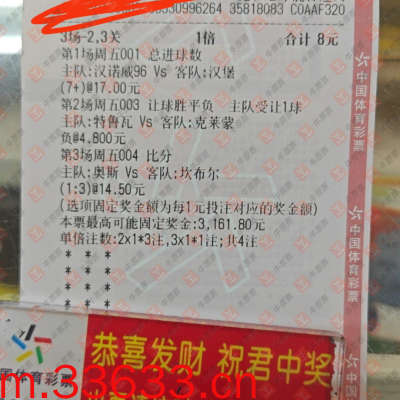 330996264 35818083 C0AAF320
3场-2,3关 1倍 合计 8元
第1场周五001 总进球数
主队:汉诺威96 Vs 客队:汉堡
(7+)@17.00元
第2场周五003 让球胜平负 主队受让1球
主队:特鲁瓦 Vs 客队:克莱蒙
负@4.800元
第3场周五004 比分
主队:奥斯 Vs 客队:坎布尔
(1:3)@14.50元
(选项固定奖金额为每1元投注对应的奖金额)
本票最高可能固定奖金:3,161.80元
单倍注数:2x1*3注,3x1*1注;共4注
* * * *
* * * *
* * * *
中国体育彩票
中国体育彩票
国体育彩票
恭喜发财 祝君中奖
m.33633.cn